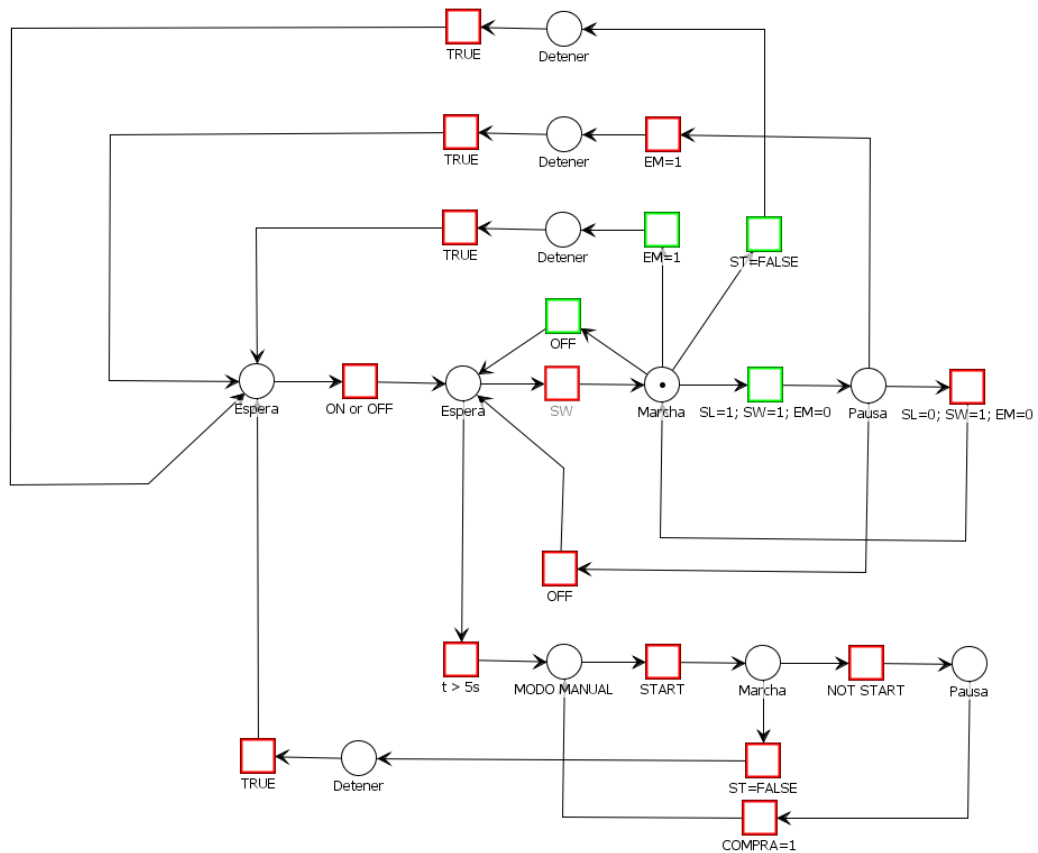 TRUE
Detener
TRUE
Detener
EM=1
TRUE
Detener
EM=1
ST=FALSE
OFF
Espera
ON or OFF
Espera
SW
Marcha
SL=1; SW=1; EM=0
Pausa
SL=0; SW=1; EM=0
OFF
t > 5s
MODO MANUAL
START
Marcha
NOT START
Pausa
TRUE
Detener
ST=FALSE
COMPRA=1